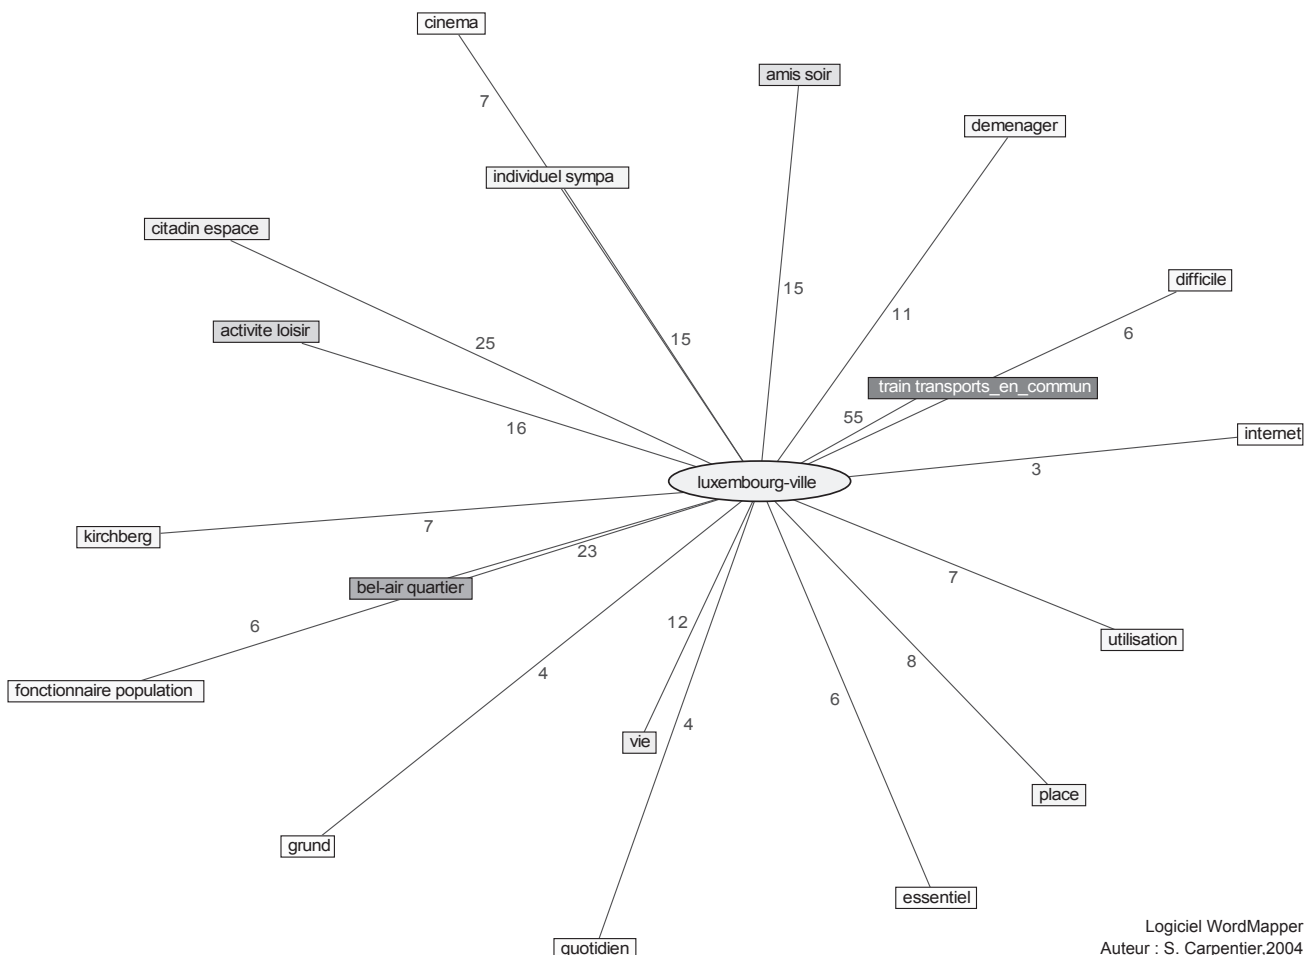 cinema
amis soir
7
demenager
individuel sympa
citadin espace
difficile
15
11
activite loisir
6
25
15
train transports_en_commun
55
16
internet
3
luxembourg-ville
7
kirchberg
23
7
bel-air quartier
6
12
utilisation
8
4
fonctionnaire population
6
4
vie
place
grund
essentiel
Logiciel WordMapper
quotidien
Auteur : S. Carpentier,2004